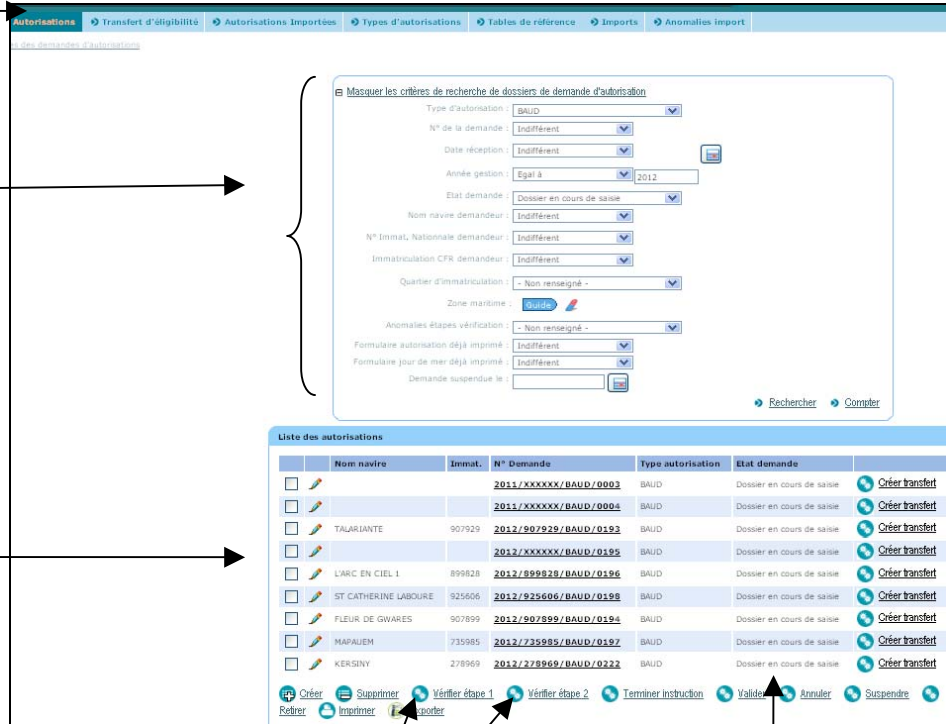 Autorisations Transfert d'éligibilité Autorisations Importées Types d'autorisations Tables de référence Imports Anomalies import
es des demandes d'autorisations
Masquer les critères de recherche de dossiers de demande d'autorisation
Type d'autorisation : BAUD
N° de la demande : Indifférent
Date réception : Indifférent
Année gestion : Egal à 2012
Etat demande : Dossier en cours de saisie
Nom navire demandeur : Indifférent
N° Immat, Nationale demandeur : Indifférent
Immatriculation CFR demandeur : Indifférent
Quartier d'immatriculation : - Non renseigné -
Zone maritime : Guide
Anomalies étapes vérification : - Non renseigné -
Formulaire autorisation déjà imprimé : Indifférent
Formulaire jour de mer déjà imprimé : Indifférent
Demande suspendue le :
Rechercher Compter
Liste des autorisations
Nom navire Immat. N° Demande Type autorisation Etat demande
2011/XXXXXX/BAUD/0003 BAUD Dossier en cours de saisie Créer transfert
2011/XXXXXX/BAUD/0004 BAUD Dossier en cours de saisie Créer transfert
TALARIANTE 907929 2012/907929/BAUD/0193 BAUD Dossier en cours de saisie Créer transfert
2012/XXXXXX/BAUD/0195 BAUD Dossier en cours de saisie Créer transfert
L'ARC EN CIEL 1 899828 2012/899828/BAUD/0196 BAUD Dossier en cours de saisie Créer transfert
ST CATHERINE LABOURE 925606 2012/925606/BAUD/0198 BAUD Dossier en cours de saisie Créer transfert
FLEUR DE GWARES 907899 2012/907899/BAUD/0194 BAUD Dossier en cours de saisie Créer transfert
MAPAUEM 735985 2012/735985/BAUD/0197 BAUD Dossier en cours de saisie Créer transfert
KERSINY 278969 2012/278969/BAUD/0222 BAUD Dossier en cours de saisie Créer transfert
Créer Supprimer Vérifier étape 1 Vérifier étape 2 Terminer instruction Valider Annuler Suspendre
Retirer Imprimer Exporter